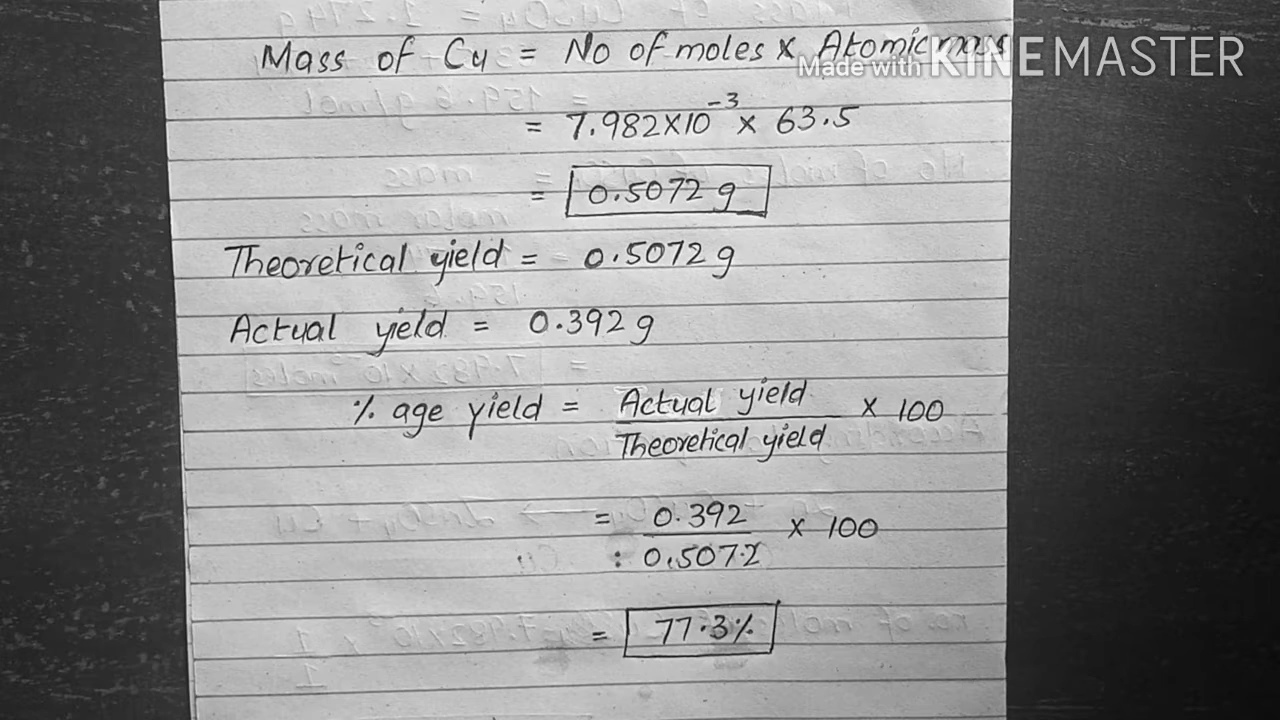 Mass of Cu = No of moles × Atomic mass
Made with KINEMASTER
= 7.982×10⁻³ × 63.5
= 0.5072 g
Theoretical yield = 0.5072 g
Actual yield = 0.392 g
% age yield = Actual yield × 100
Theoretical yield
= 0.392 × 100
0.5072
= 77.3%